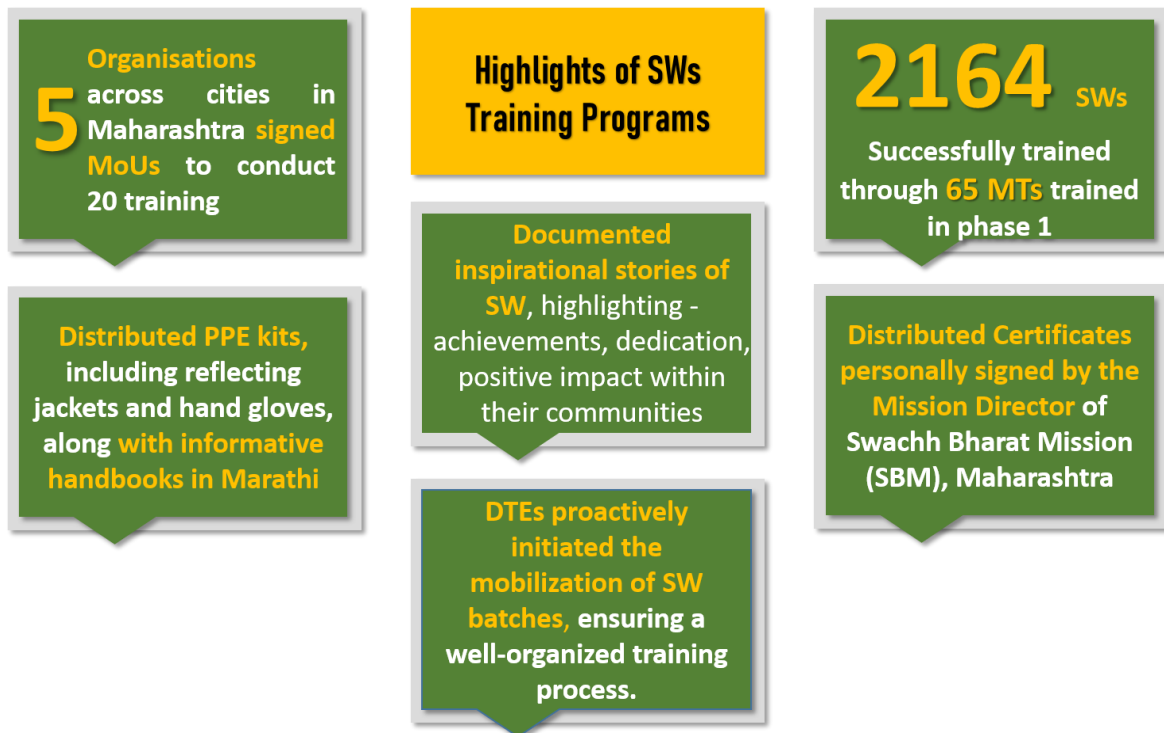 Organisations
5 across cities in
Maharashtra signed
MoUs to conduct
20 training
Highlights of SWs
Training Programs
2164 SWs
Successfully trained
through 65 MTs trained
in phase 1
Distributed PPE kits,
including reflecting
jackets and hand gloves,
along with informative
handbooks in Marathi
Documented
inspirational stories of
SW, highlighting -
achievements, dedication,
positive impact within
their communities
Distributed Certificates
personally signed by the
Mission Director of
Swachh Bharat Mission
(SBM), Maharashtra
DTEs proactively
initiated the
mobilization of SW
batches, ensuring a
well-organized training
process.